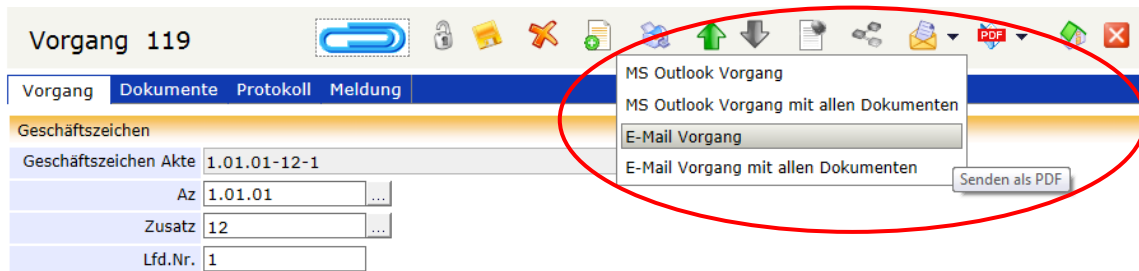 Vorgang 119
PDF
MS Outlook Vorgang
MS Outlook Vorgang mit allen Dokumenten
E-Mail Vorgang
E-Mail Vorgang mit allen Dokumenten
Senden als PDF
Vorgang Dokumente Protokoll Meldung
Geschäftszeichen
Geschäftszeichen Akte 1.01.01-12-1
Az 1.01.01 ...
Zusatz 12 ...
Lfd.Nr. 1